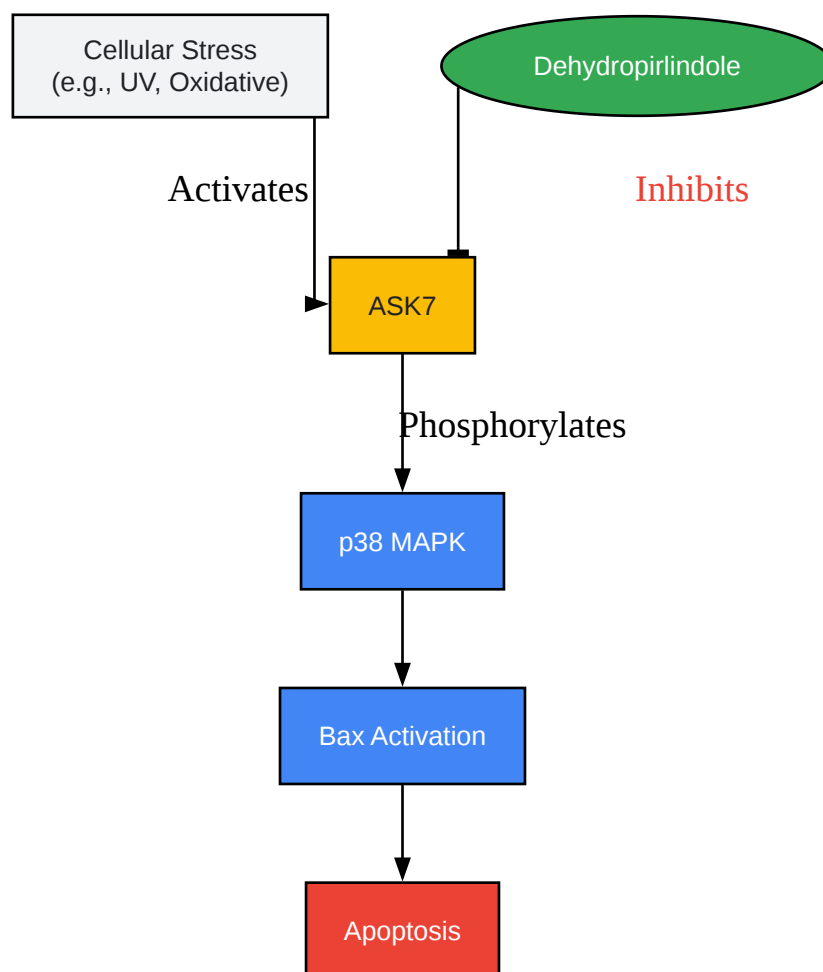 Cellular Stress
(e.g., UV, Oxidative)
Dehydropirlindole
Activates
Inhibits
ASK7
Phosphorylates
p38 MAPK
Bax Activation
Apoptosis